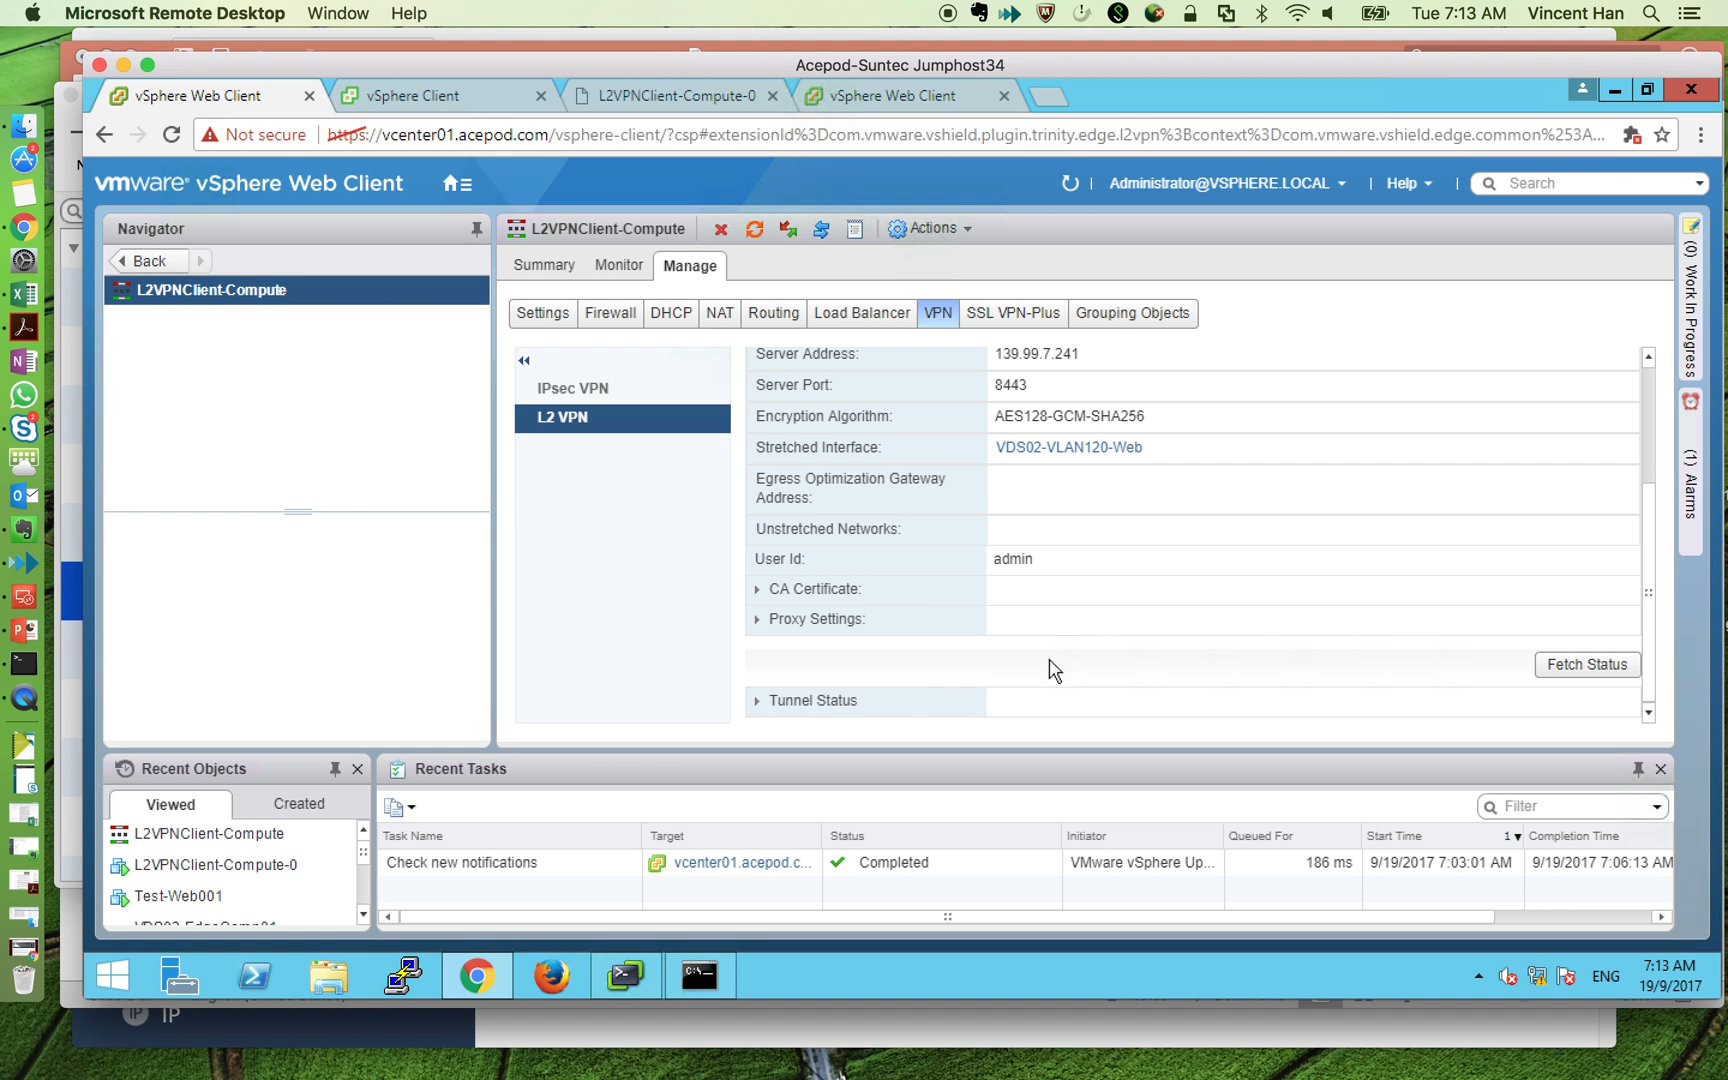 Microsoft Remote Desktop Window Help
Tue 7:13 AM Vincent Han
Acepod-Suntec Jumphost34
vSphere Web Client
vSphere Client
L2VPNClient-Compute-0
vSphere Web Client
Not secure
https://vcenter01.acepod.com/vsphere-client/?csp#extensionId%3Dcom.vmware.vshield.plugin.trinity.edge.l2vpn%3Bcontext%3Dcom.vmware.vshield.edge.common%253A...
vmware® vSphere Web Client
Administrator@VSPHERE.LOCAL
Help
Search
Navigator
Back
L2VPNClient-Compute
L2VPNClient-Compute
Actions
Summary Monitor Manage
Settings Firewall DHCP NAT Routing Load Balancer VPN SSL VPN-Plus Grouping Objects
IPsec VPN
L2 VPN
Server Address: 139.99.7.241
Server Port: 8443
Encryption Algorithm: AES128-GCM-SHA256
Stretched Interface: VDS02-VLAN120-Web
Egress Optimization Gateway
Address:
Unstretched Networks:
User Id: admin
CA Certificate:
Proxy Settings:
Fetch Status
Tunnel Status
(0) Work In Progress
(1) Alarms
Recent Objects
Viewed
Created
L2VPNClient-Compute
L2VPNClient-Compute-0
Test-Web001
Recent Tasks
Filter
Task Name Target Status Initiator Queued For Start Time 1 Completion Time
Check new notifications vcenter01.acepod.c... Completed VMware vSphere Up... 186 ms 9/19/2017 7:03:01 AM 9/19/2017 7:06:13 AM
ENG
7:13 AM
19/9/2017
IP IP